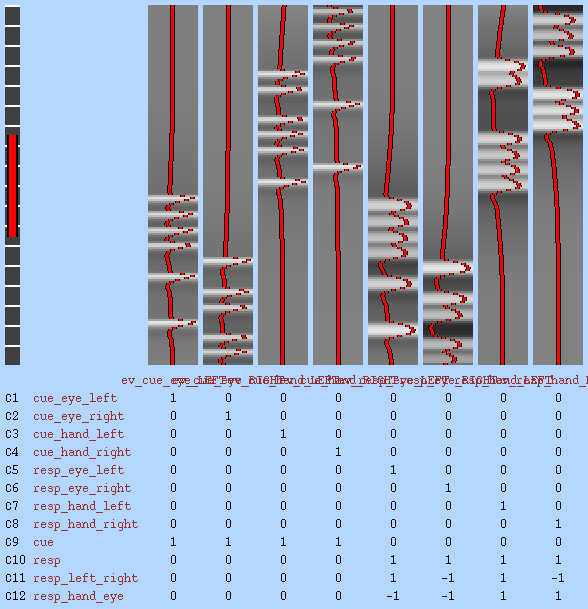 C1 cue_eye_left 1 0 0 0 0 0 0 0
C2 cue_eye_right 0 1 0 0 0 0 0 0
C3 cue_hand_left 0 0 1 0 0 0 0 0
C4 cue_hand_right 0 0 0 1 0 0 0 0
C5 resp_eye_left 0 0 0 0 1 0 0 0
C6 resp_eye_right 0 0 0 0 0 1 0 0
C7 resp_hand_left 0 0 0 0 0 0 1 0
C8 resp_hand_right 0 0 0 0 0 0 0 1
C9 cue 1 1 1 1 0 0 0 0
C10 resp 0 0 0 0 1 1 1 1
C11 resp_left_right 0 0 0 0 1 -1 1 -1
C12 resp_hand_eye 0 0 0 0 -1 -1 1 1